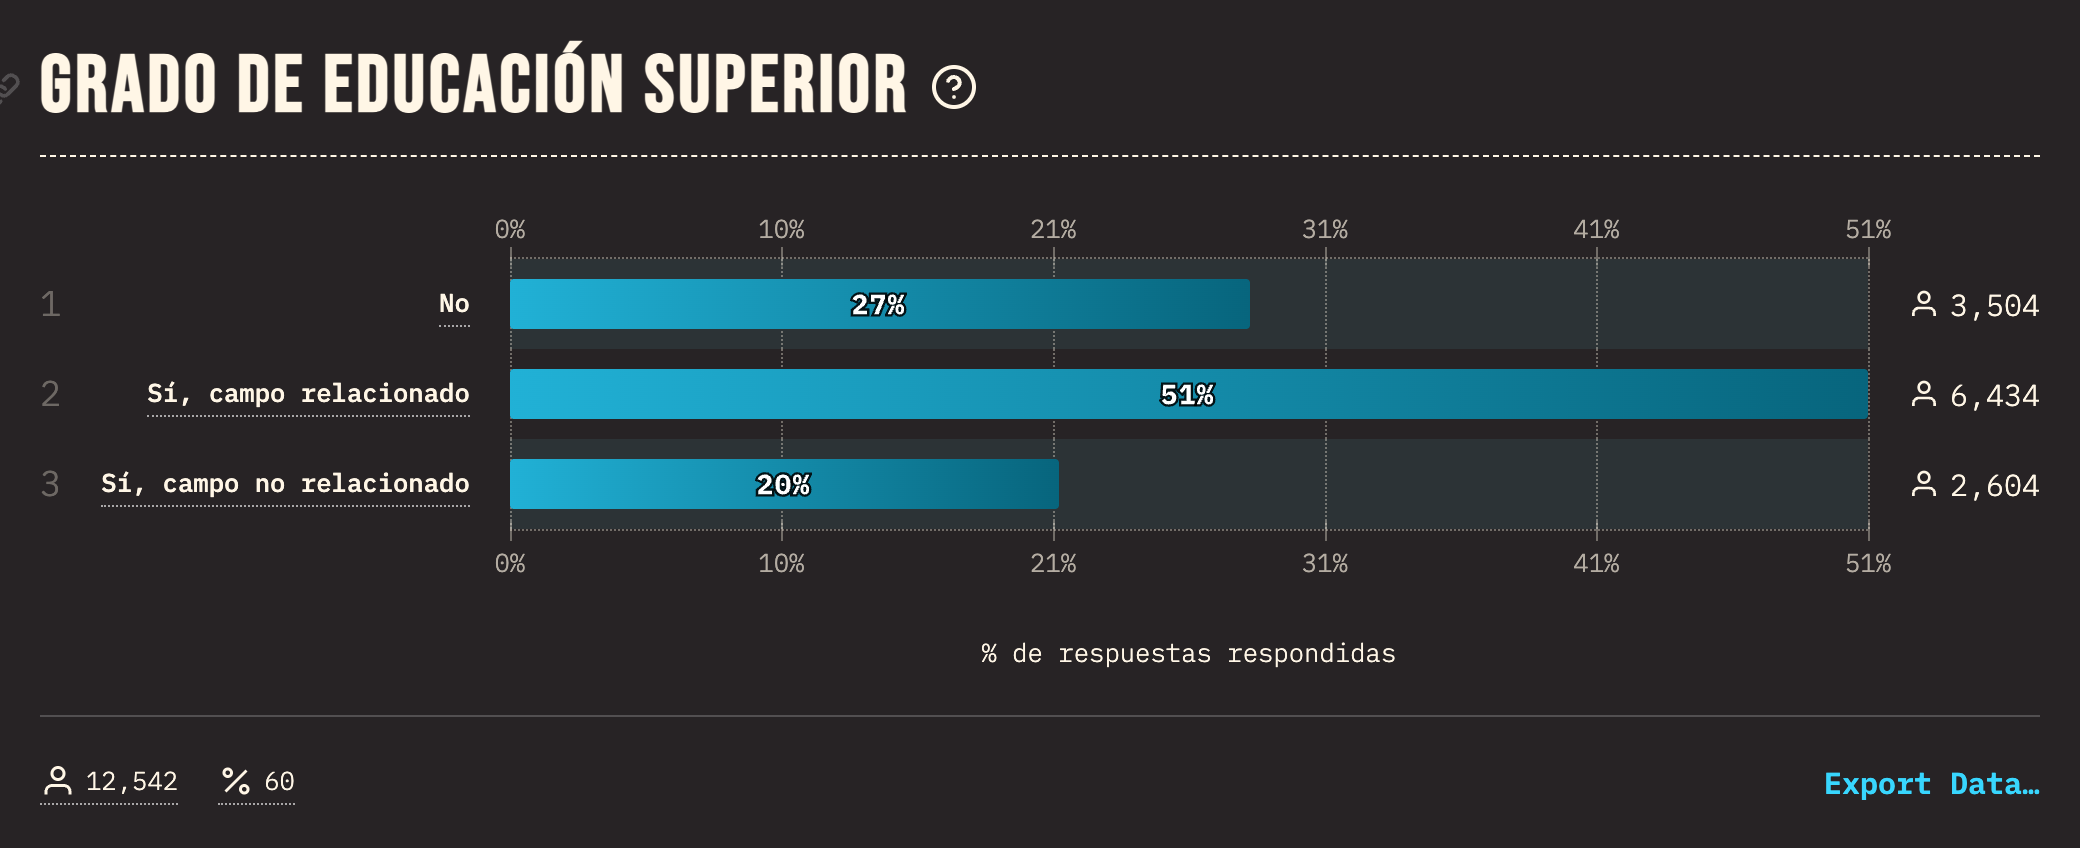 GRADO DE EDUCACIÓN SUPERIOR ?
0% 10% 21% 31% 41% 51%
1 No 27% 3,504
2 Sí, campo relacionado 51% 6,434
3 Sí, campo no relacionado 20% 2,604
0% 10% 21% 31% 41% 51%
% de respuestas respondidas
12,542 % 60 Export Data…